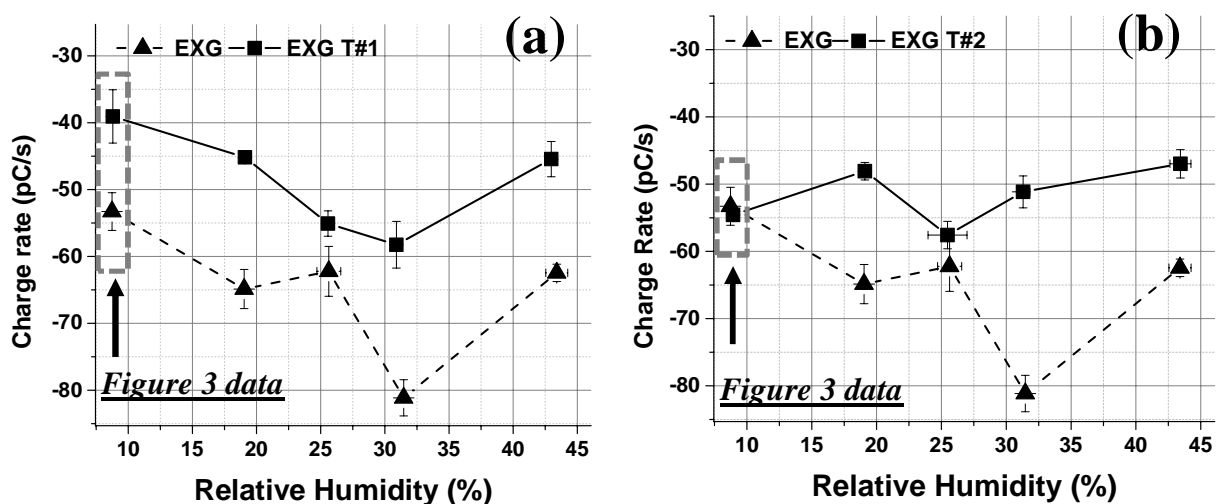 (a)
EXG EXG T#1
-30
-40
-50
-60
-70
-80
Charge rate (pC/s)
Figure 3 data
10 15 20 25 30 35 40 45
Relative Humidity (%)
(b)
EXG EXG T#2
-30
-40
-50
-60
-70
-80
Charge Rate (pC/s)
Figure 3 data
10 15 20 25 30 35 40 45
Relative Humidity (%)